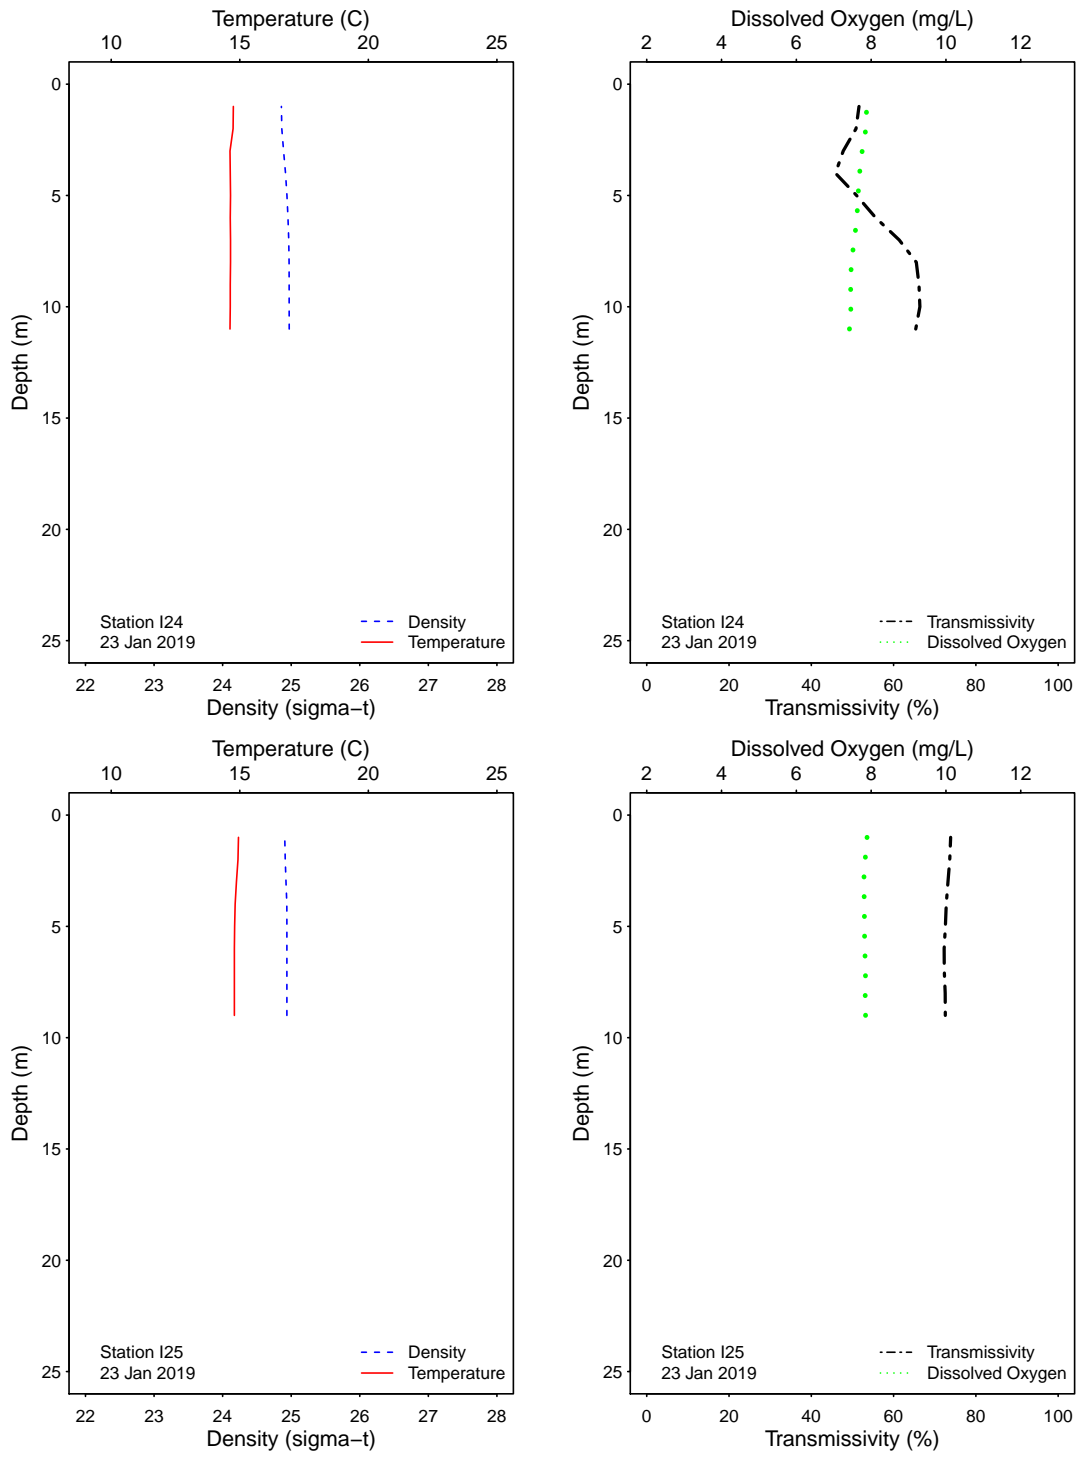 Temperature (C)
10 15 20 25
0
5
10
15
20
25
Depth (m)
Station I24
23 Jan 2019
Density
Temperature
22 23 24 25 26 27 28
Density (sigma−t)
Dissolved Oxygen (mg/L)
2 4 6 8 10 12
0
5
10
15
20
25
Depth (m)
Station I24
23 Jan 2019
Transmissivity
Dissolved Oxygen
0 20 40 60 80 100
Transmissivity (%)
Temperature (C)
10 15 20 25
0
5
10
15
20
25
Depth (m)
Station I25
23 Jan 2019
Density
Temperature
22 23 24 25 26 27 28
Density (sigma−t)
Dissolved Oxygen (mg/L)
2 4 6 8 10 12
0
5
10
15
20
25
Depth (m)
Station I25
23 Jan 2019
Transmissivity
Dissolved Oxygen
0 20 40 60 80 100
Transmissivity (%)